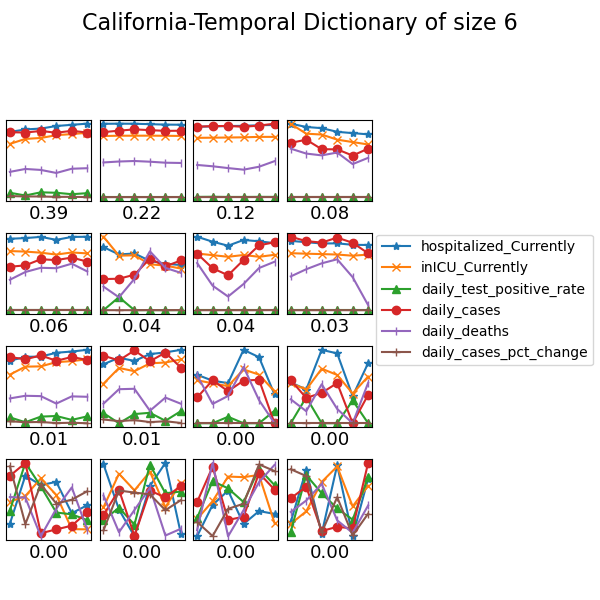 California-Temporal Dictionary of size 6
0.39 0.22 0.12 0.08
0.06 0.04 0.04 0.03
hospitalized_Currently
inICU_Currently
daily_test_positive_rate
daily_cases
daily_deaths
daily_cases_pct_change
0.01 0.01 0.00 0.00
0.00 0.00 0.00 0.00